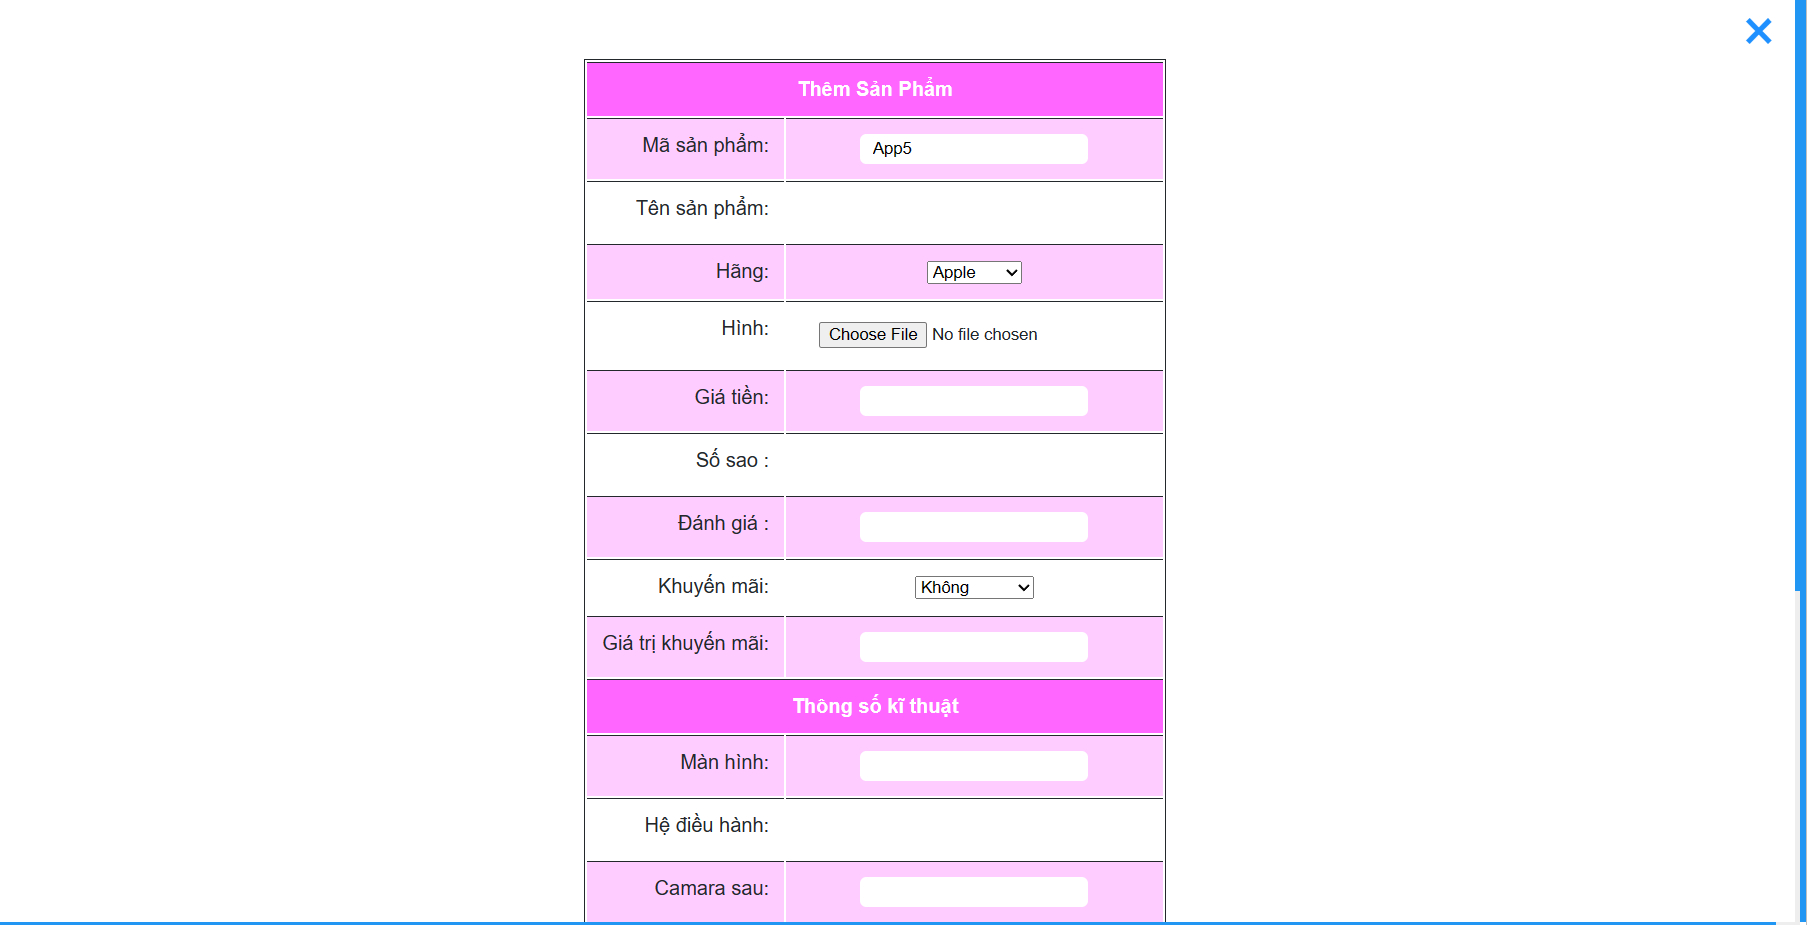 Thêm Sản Phẩm
Mã sản phẩm: App5
Tên sản phẩm:
Hãng: Apple
Hình: Choose File No file chosen
Giá tiền:
Số sao :
Đánh giá :
Khuyến mãi: Không
Giá trị khuyến mãi:
Thông số kĩ thuật
Màn hình:
Hệ điều hành:
Camara sau: